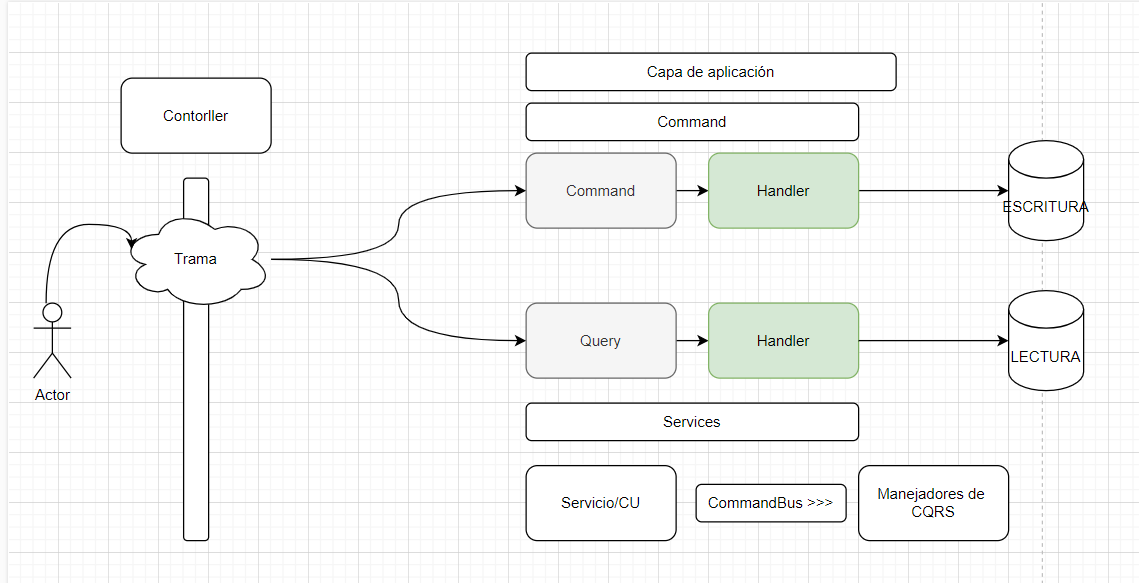 Capa de aplicación
Contorller
Command
Command
Handler
ESCRITURA
Trama
Query
Handler
LECTURA
Actor
Services
Servicio/CU
CommandBus >>>
Manejadores de
CQRS